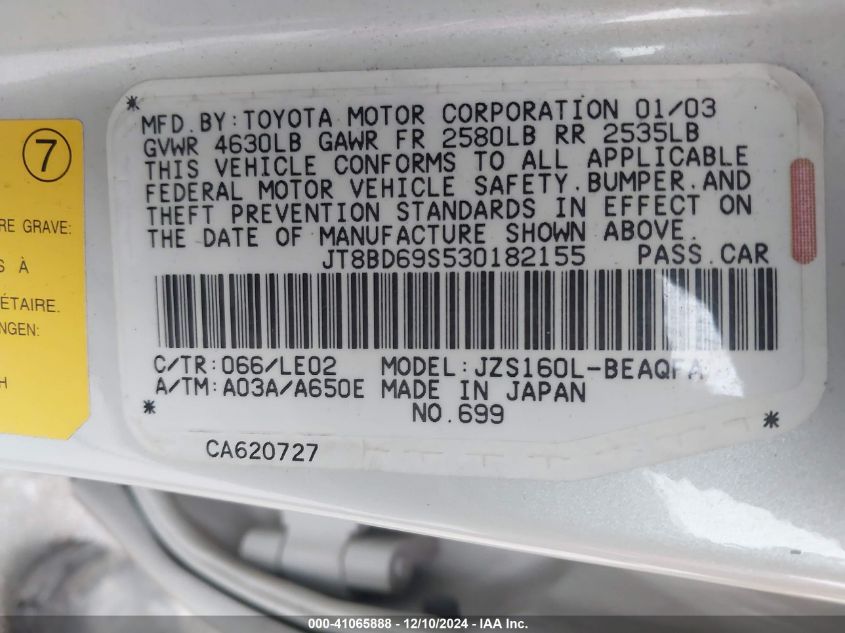 MFD.BY:TOYOTA MOTOR CORPORATION 01/03
GVWR 4630LB GAWR FR 2580LB RR 2535LB
THIS VEHICLE CONFORMS TO ALL APPLICABLE
FEDERAL MOTOR VEHICLE SAFETY.BUMPER.AND
THEFT PREVENTION STANDARDS IN EFFECT ON
THE DATE OF MANUFACTURE SHOWN ABOVE.
JT8BD69S530182155 PASS.CAR
C/TR:066/LE02 MODEL:JZS160L-BEAQFA
A/TM:A03A/A650E MADE IN JAPAN
NO.699
CA620727
7
RE GRAVE:
S À
ÉTAIRE.
NGEN:
H
000-41065888 - 12/10/2024 - IAA Inc.